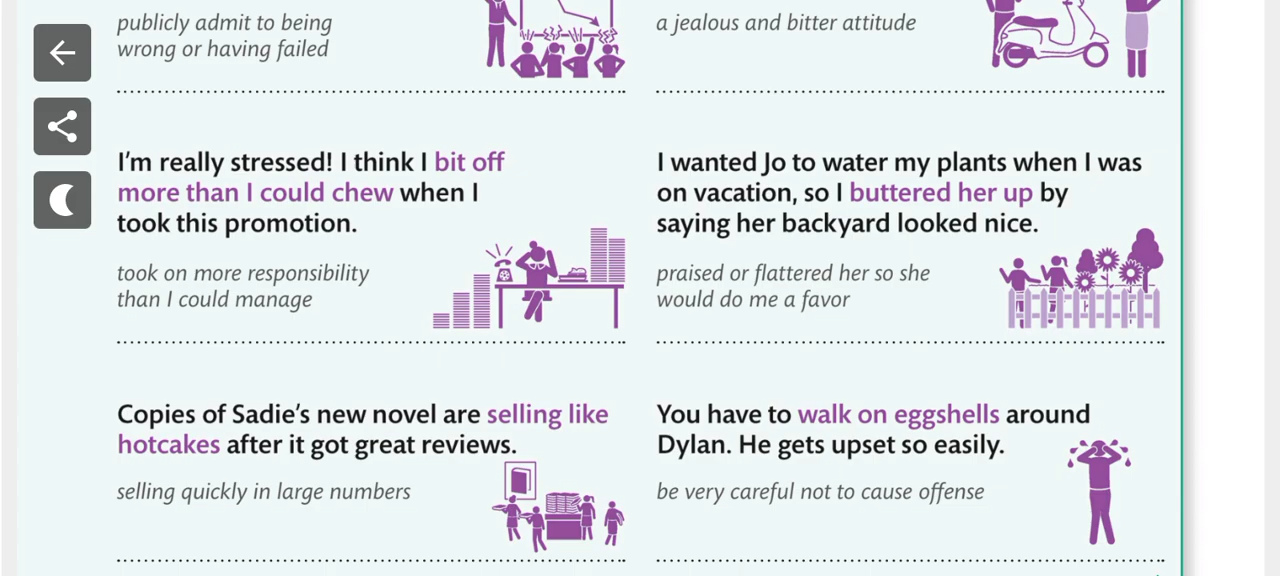 publicly admit to being
wrong or having failed
a jealous and bitter attitude
I'm really stressed! I think I bit off
more than I could chew when I
took this promotion.
took on more responsibility
than I could manage
I wanted Jo to water my plants when I was
on vacation, so I buttered her up by
saying her backyard looked nice.
praised or flattered her so she
would do me a favor
Copies of Sadie's new novel are selling like
hotcakes after it got great reviews.
selling quickly in large numbers
You have to walk on eggshells around
Dylan. He gets upset so easily.
be very careful not to cause offense